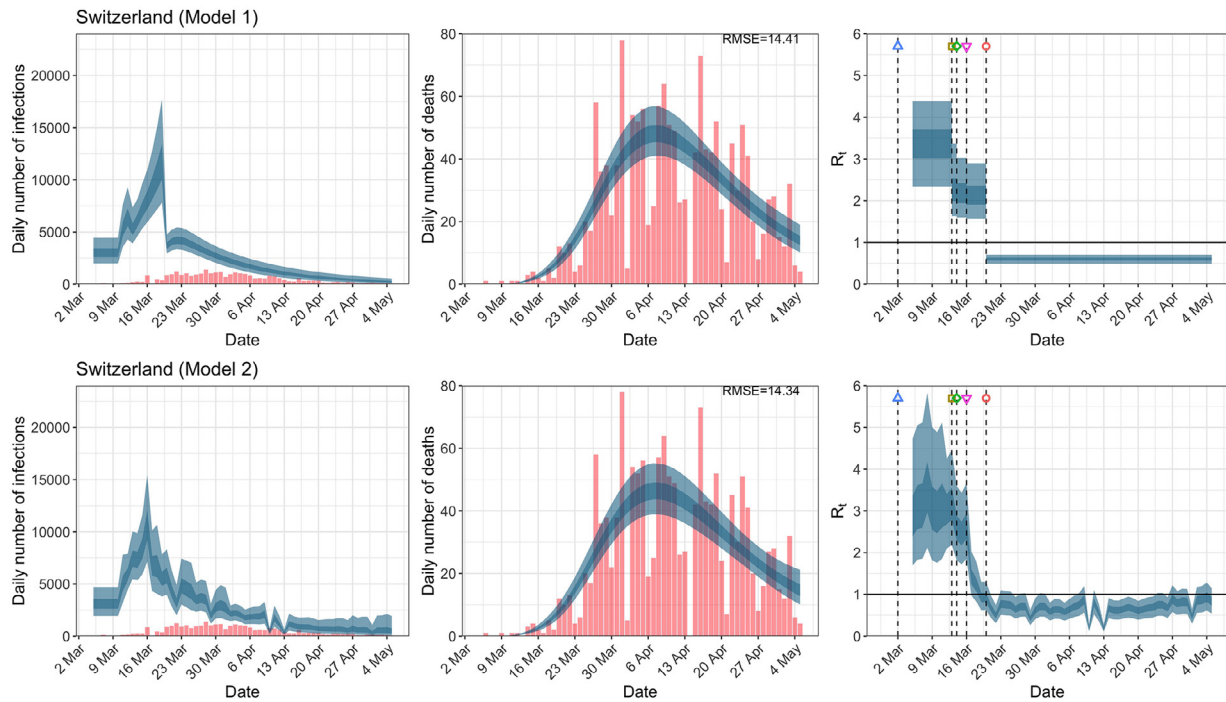 Switzerland (Model 1)
Daily number of infections
20000
15000
10000
5000
0
2 Mar
9 Mar
16 Mar
23 Mar
30 Mar
6 Apr
13 Apr
20 Apr
27 Apr
4 May
Date
Daily number of deaths
80
60
40
20
0
RMSE=14.41
2 Mar
9 Mar
16 Mar
23 Mar
30 Mar
6 Apr
13 Apr
20 Apr
27 Apr
4 May
Date
Rt
6
5
4
3
2
1
0
2 Mar
9 Mar
16 Mar
23 Mar
30 Mar
6 Apr
13 Apr
20 Apr
27 Apr
4 May
Date
Switzerland (Model 2)
Daily number of infections
20000
15000
10000
5000
0
2 Mar
9 Mar
16 Mar
23 Mar
30 Mar
6 Apr
13 Apr
20 Apr
27 Apr
4 May
Date
Daily number of deaths
80
60
40
20
0
RMSE=14.34
2 Mar
9 Mar
16 Mar
23 Mar
30 Mar
6 Apr
13 Apr
20 Apr
27 Apr
4 May
Date
Rt
6
5
4
3
2
1
0
2 Mar
9 Mar
16 Mar
23 Mar
30 Mar
6 Apr
13 Apr
20 Apr
27 Apr
4 May
Date